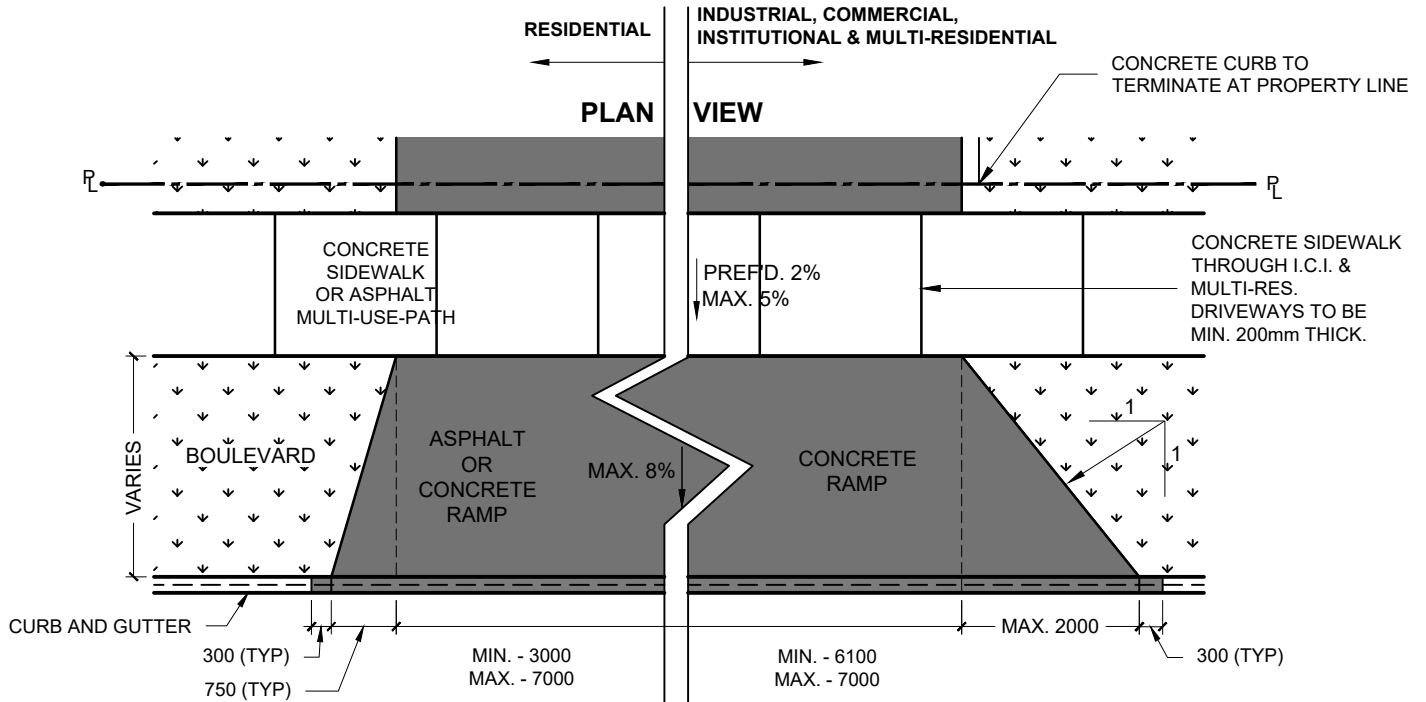 RESIDENTIAL
INDUSTRIAL, COMMERCIAL,
INSTITUTIONAL & MULTI-RESIDENTIAL
CONCRETE CURB TO
TERMINATE AT PROPERTY LINE
PLAN VIEW
PL
PL
CONCRETE
SIDEWALK
OR ASPHALT
MULTI-USE-PATH
PREF'D. 2%
MAX. 5%
CONCRETE SIDEWALK
THROUGH I.C.I. &
MULTI-RES.
DRIVEWAYS TO BE
MIN. 200mm THICK.
VARIES
BOULEVARD
ASPHALT
OR
CONCRETE
RAMP
MAX. 8%
CONCRETE
RAMP
1
1
CURB AND GUTTER
300 (TYP)
750 (TYP)
MIN. - 3000
MAX. - 7000
MIN. - 6100
MAX. - 7000
MAX. 2000
300 (TYP)